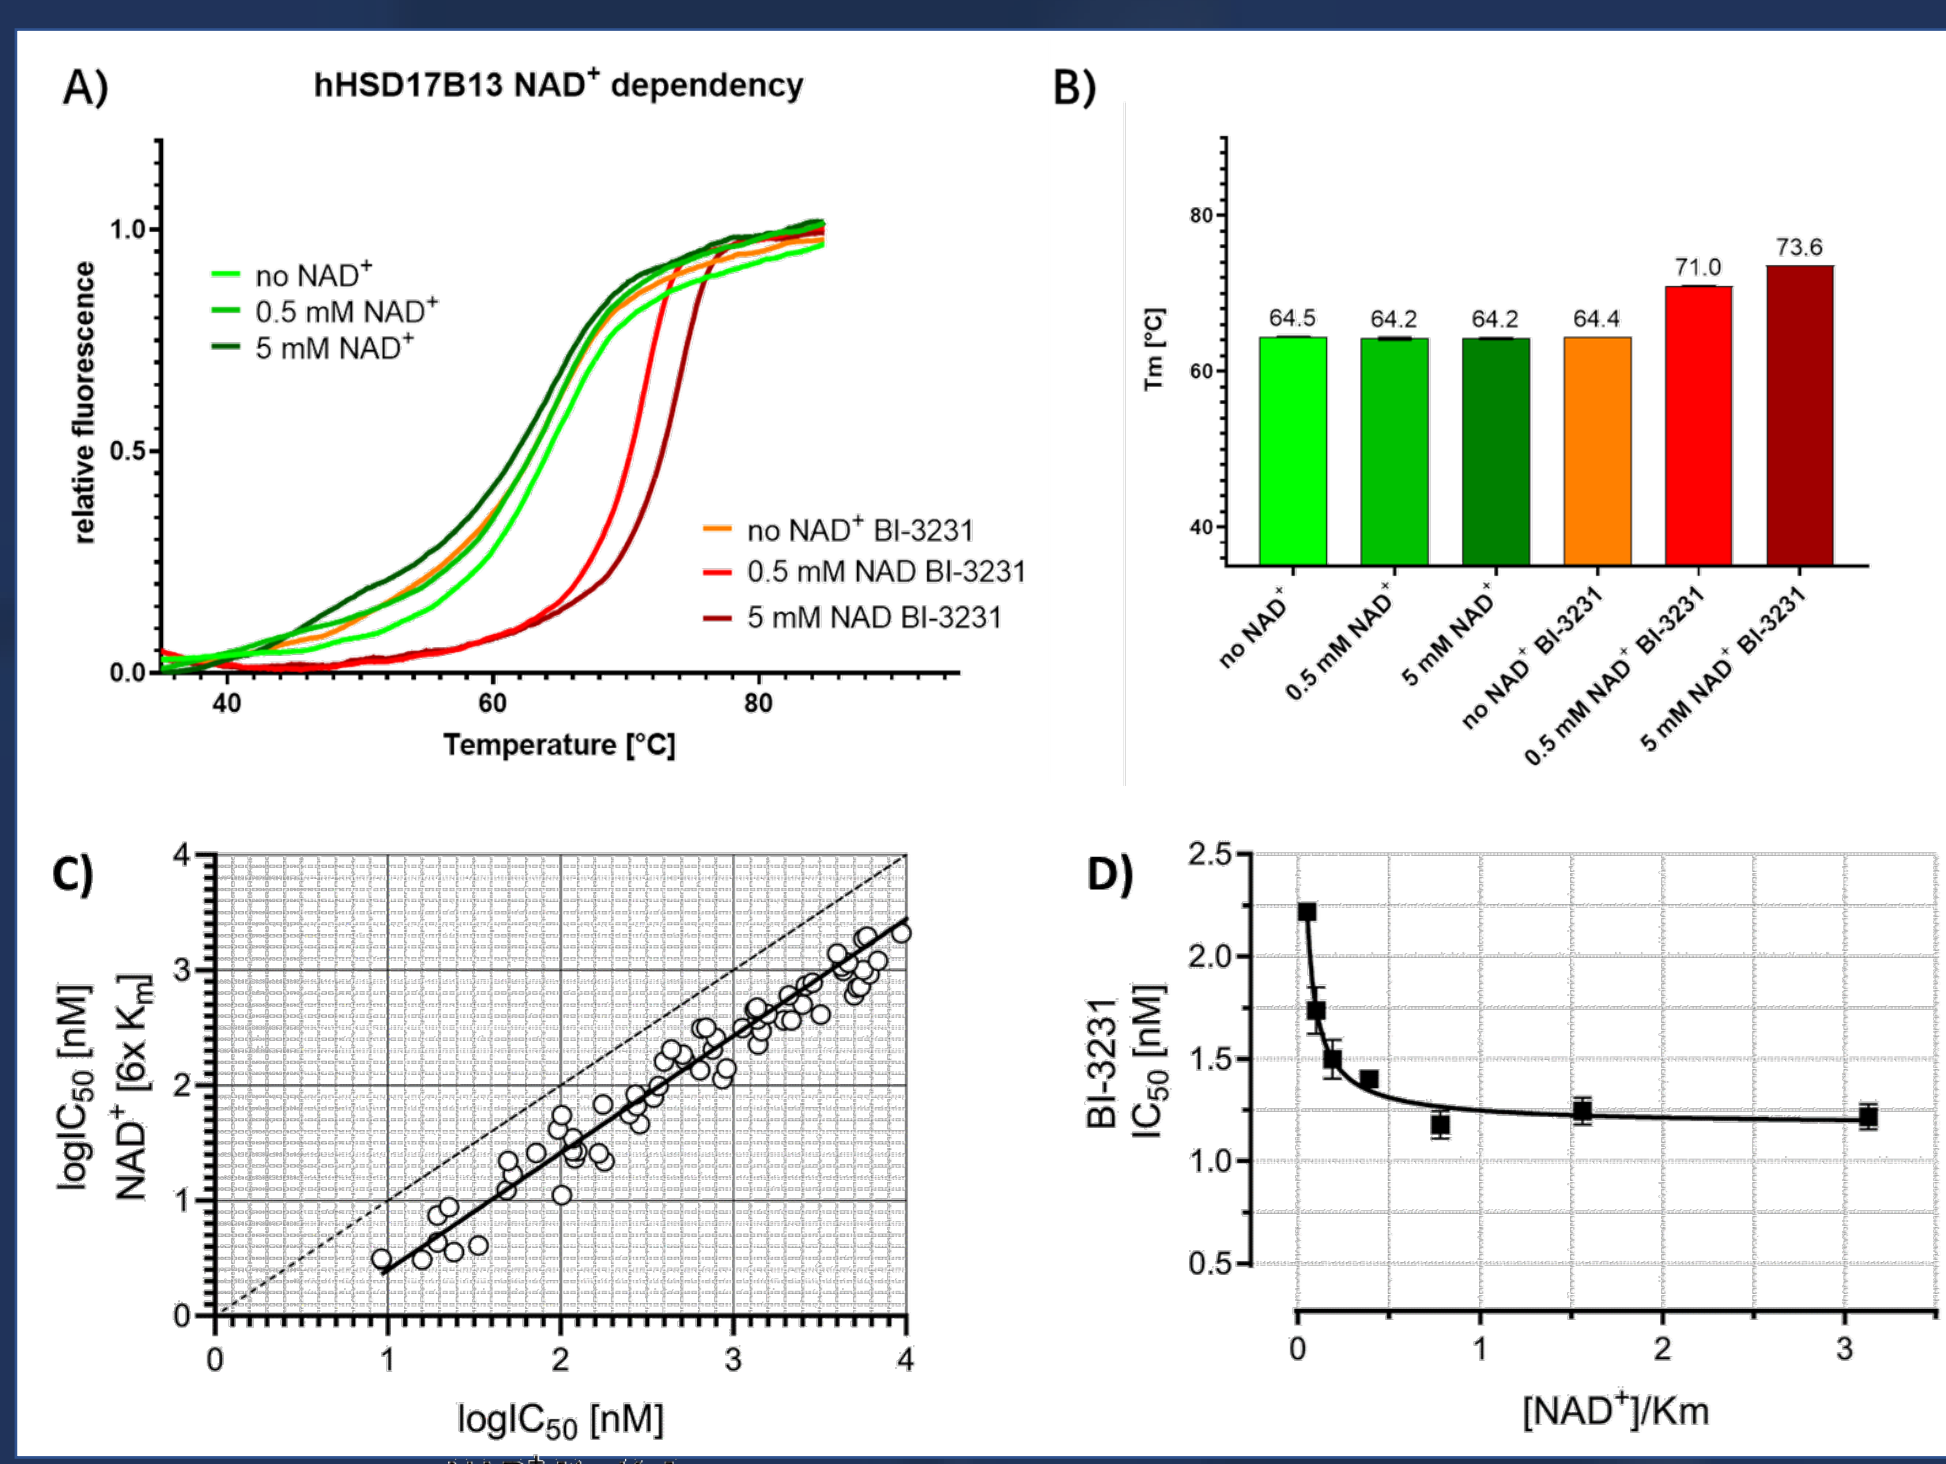 A)
hHSD17B13 NAD⁺ dependency
relative fluorescence
1.0
0.5
0.0
no NAD⁺
0.5 mM NAD⁺
5 mM NAD⁺
no NAD⁺ BI-3231
0.5 mM NAD BI-3231
5 mM NAD BI-3231
40 60 80
Temperature [°C]
B)
Tm [°C]
80
60
40
64.5 64.2 64.2 64.4 71.0 73.6
no NAD⁺
0.5 mM NAD⁺
5 mM NAD⁺
no NAD⁺ BI-3231
0.5 mM NAD⁺ BI-3231
5 mM NAD⁺ BI-3231
C)
logIC₅₀ [nM]
NAD⁺ [6x Kₘ]
4
3
2
1
0
0 1 2 3 4
logIC₅₀ [nM]
D)
BI-3231
IC₅₀ [nM]
2.5
2.0
1.5
1.0
0.5
0 1 2 3
[NAD⁺]/Km